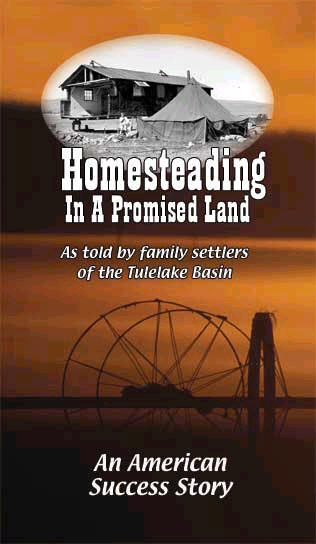 Homesteading
In A Promised Land
As told by family settlers
of the Tulelake Basin
An American
Success Story